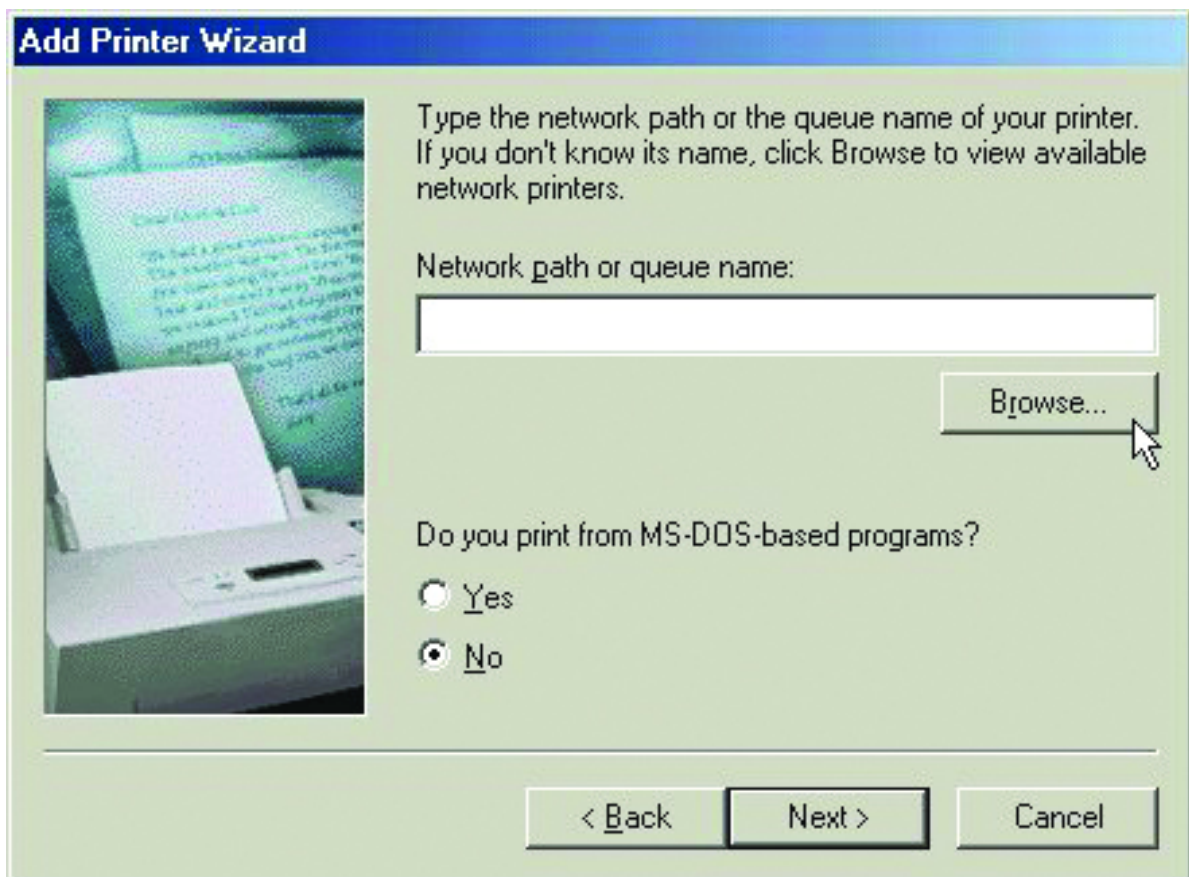 Add Printer Wizard
Type the network path or the queue name of your printer.
If you don't know its name, click Browse to view available
network printers.
Network path or queue name:
Browse...
Do you print from MS-DOS-based programs?
Yes
No
< Back
Next >
Cancel